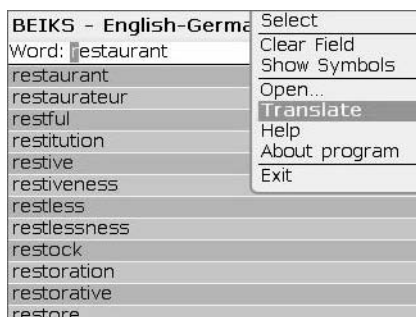 BEIKS - English-Germa
Word: restaurant
restaurant
restaurateur
restful
restitution
restive
restiveness
restless
restlessness
restock
restoration
restorative
restore
Select
Clear Field
Show Symbols
Open...
Translate
Help
About program
Exit